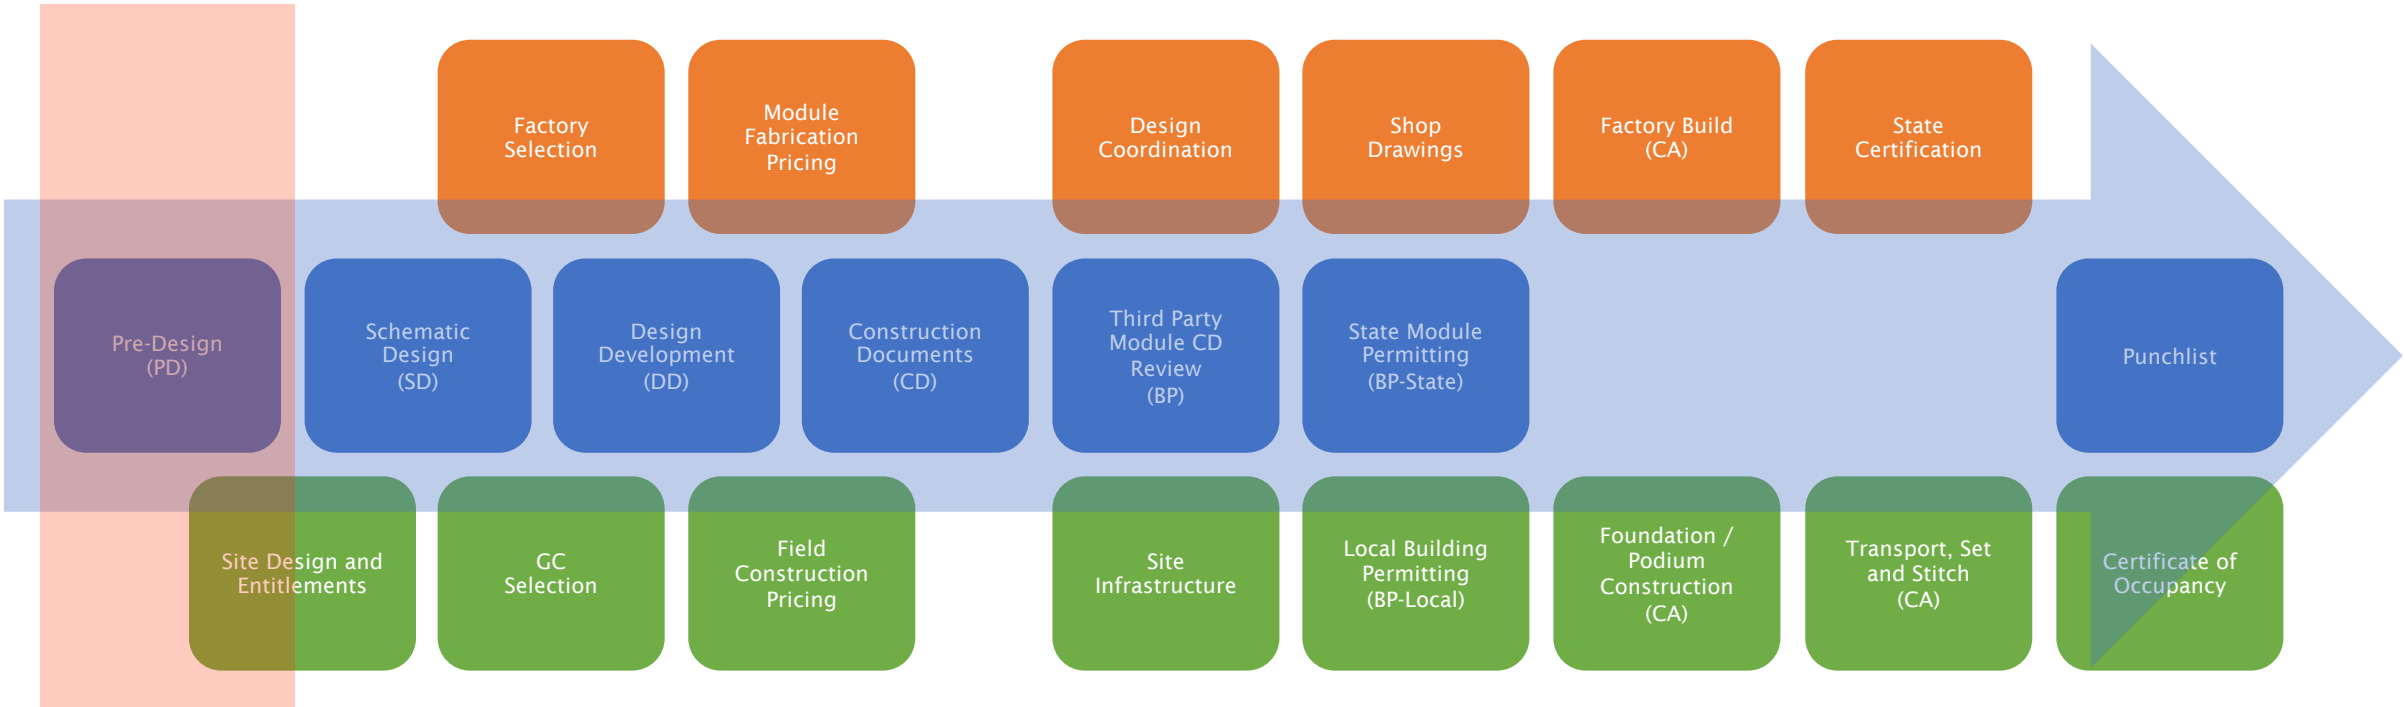 Factory
Selection
Module
Fabrication
Pricing
Design
Coordination
Shop
Drawings
Factory Build
(CA)
State
Certification
Pre-Design
(PD)
Schematic
Design
(SD)
Design
Development
(DD)
Construction
Documents
(CD)
Third Party
Module CD
Review
(BP)
State Module
Permitting
(BP-State)
Punchlist
Site Design and
Entitlements
GC
Selection
Field
Construction
Pricing
Site
Infrastructure
Local Building
Permitting
(BP-Local)
Foundation /
Podium
Construction
(CA)
Transport, Set
and Stitch
(CA)
Certificate of
Occupancy